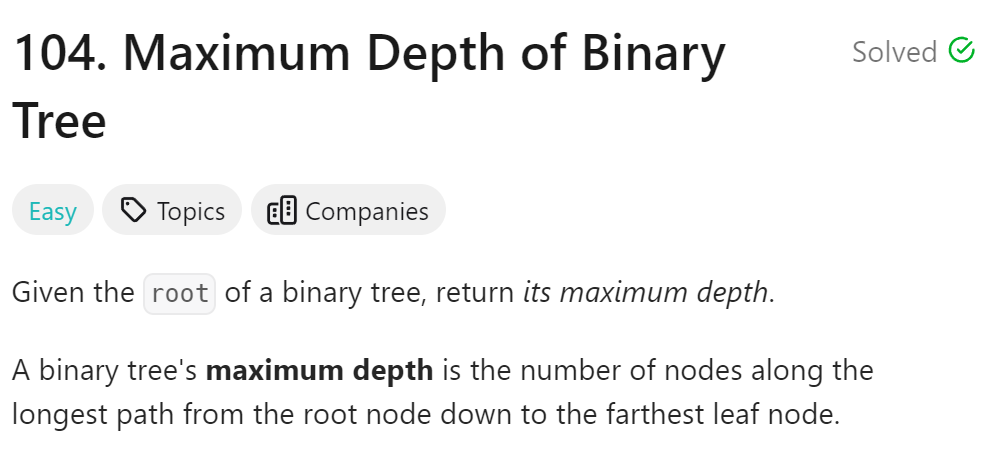 104. Maximum Depth of Binary
Tree
Solved
Easy
Topics
Companies
Given the root of a binary tree, return its maximum depth.
A binary tree's maximum depth is the number of nodes along the
longest path from the root node down to the farthest leaf node.